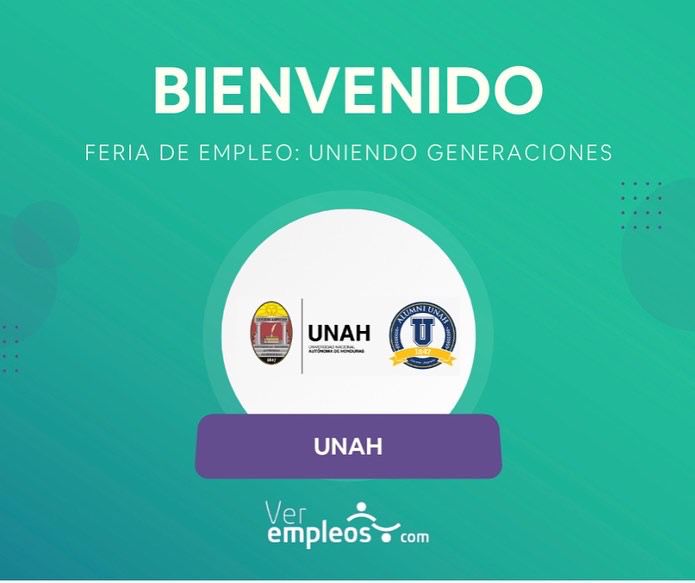 BIENVENIDO
FERIA DE EMPLEO: UNIENDO GENERACIONES
UNAH
UNIVERSIDAD NACIONAL
AUTÓNOMA DE HONDURAS
1847
ALUMNI UNAH
U
1847
UNAH
Ver
empleos.com